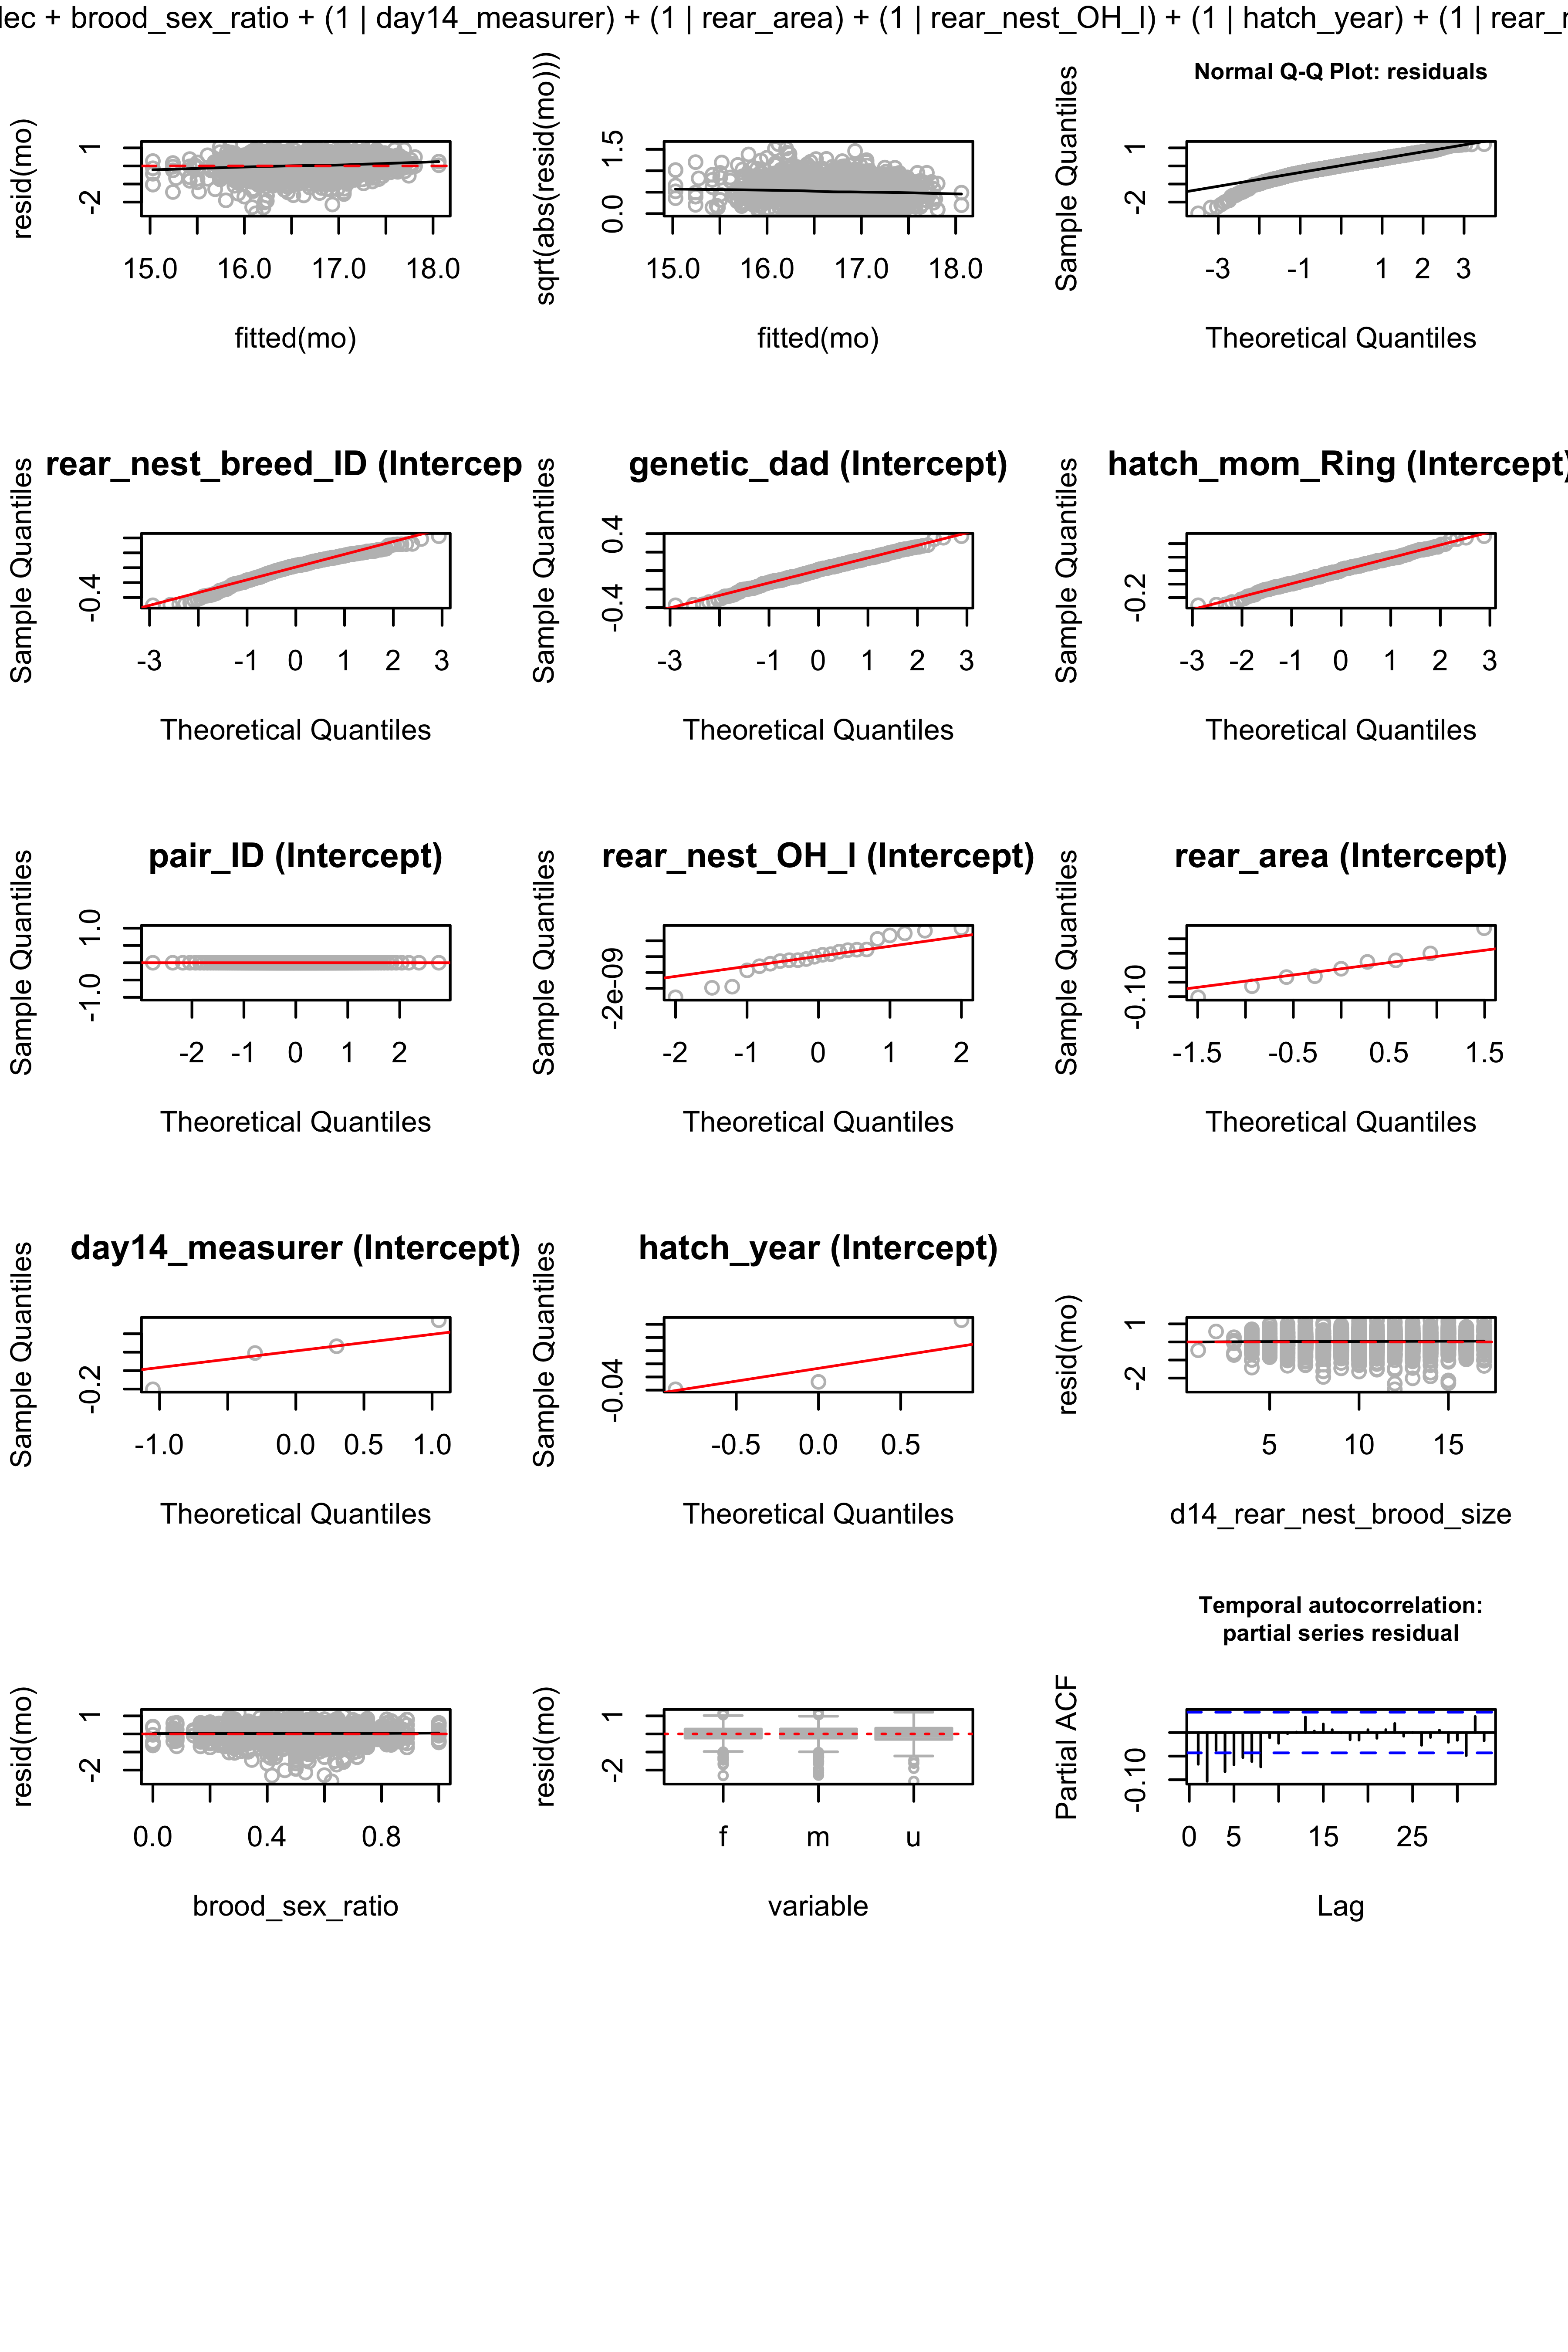 lec + brood_sex_ratio + (1 | day14_measurer) + (1 | rear_area) + (1 | rear_nest_OH_l) + (1 | hatch_year) + (1 | rear_
resid(mo)
1
-2
15.0 16.0 17.0 18.0
fitted(mo)
sqrt(abs(resid(mo)))
1.5
0.0
15.0 16.0 17.0 18.0
fitted(mo)
Normal Q-Q Plot: residuals
Sample Quantiles
1
-2
-3 -1 1 2 3
Theoretical Quantiles
rear_nest_breed_ID (Intercep
Sample Quantiles
-0.4
-3 -1 0 1 2 3
Theoretical Quantiles
genetic_dad (Intercept)
Sample Quantiles
0.4
-0.4
-3 -1 0 1 2 3
Theoretical Quantiles
hatch_mom_Ring (Intercept)
Sample Quantiles
-0.2
-3 -2 -1 0 1 2 3
Theoretical Quantiles
pair_ID (Intercept)
Sample Quantiles
1.0
-1.0
-2 -1 0 1 2
Theoretical Quantiles
rear_nest_OH_l (Intercept)
Sample Quantiles
-2e-09
-2 -1 0 1 2
Theoretical Quantiles
rear_area (Intercept)
Sample Quantiles
-0.10
-1.5 -0.5 0.5 1.5
Theoretical Quantiles
day14_measurer (Intercept)
Sample Quantiles
-0.2
-1.0 0.0 0.5 1.0
Theoretical Quantiles
hatch_year (Intercept)
Sample Quantiles
-0.04
-0.5 0.0 0.5
Theoretical Quantiles
resid(mo)
1
-2
5 10 15
d14_rear_nest_brood_size
resid(mo)
1
-2
0.0 0.4 0.8
brood_sex_ratio
resid(mo)
1
-2
f m u
variable
Temporal autocorrelation:
partial series residual
Partial ACF
-0.10
0 5 15 25
Lag